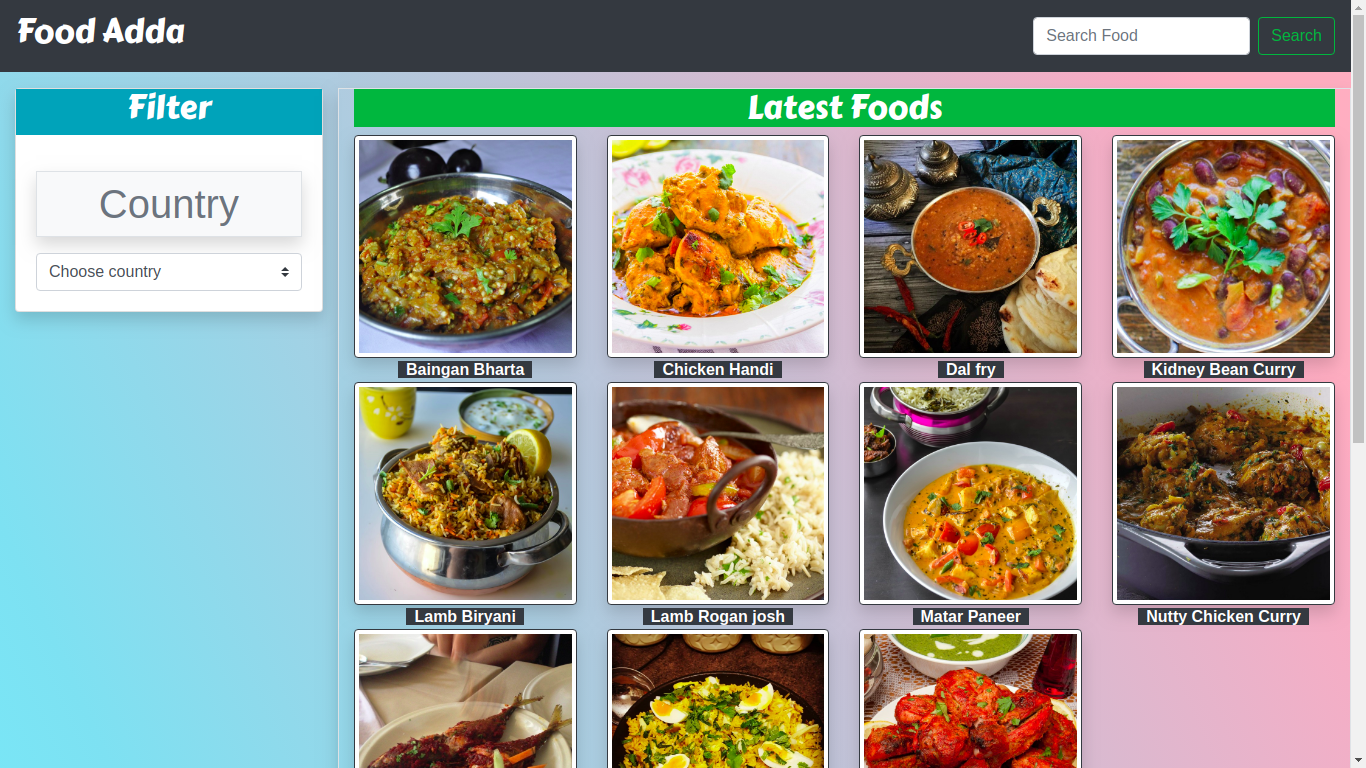 Food Adda
Search Food
Search
Filter
Country
Choose country
Latest Foods
Baingan Bharta
Chicken Handi
Dal fry
Kidney Bean Curry
Lamb Biryani
Lamb Rogan josh
Matar Paneer
Nutty Chicken Curry